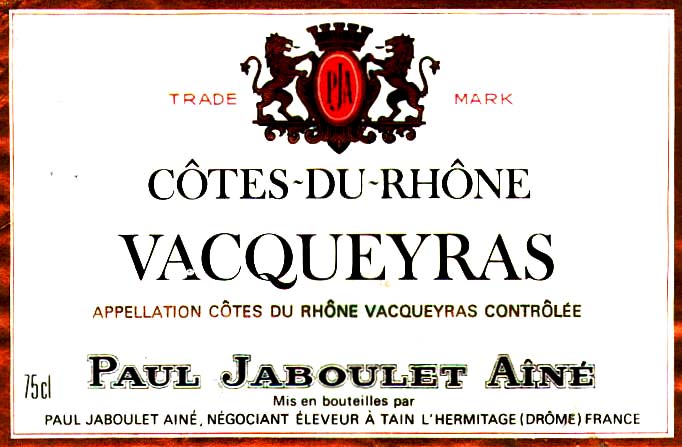 PJA
TRADE MARK
CÔTES-DU-RHÔNE
VACQUEYRAS
APPELLATION CÔTES DU RHÔNE VACQUEYRAS CONTRÔLÉE
75cl
PAUL JABOULET AÎNÉ
Mis en bouteilles par
PAUL JABOULET AINÉ, NÉGOCIANT ÉLEVEUR À TAIN L'HERMITAGE (DRÔME) FRANCE